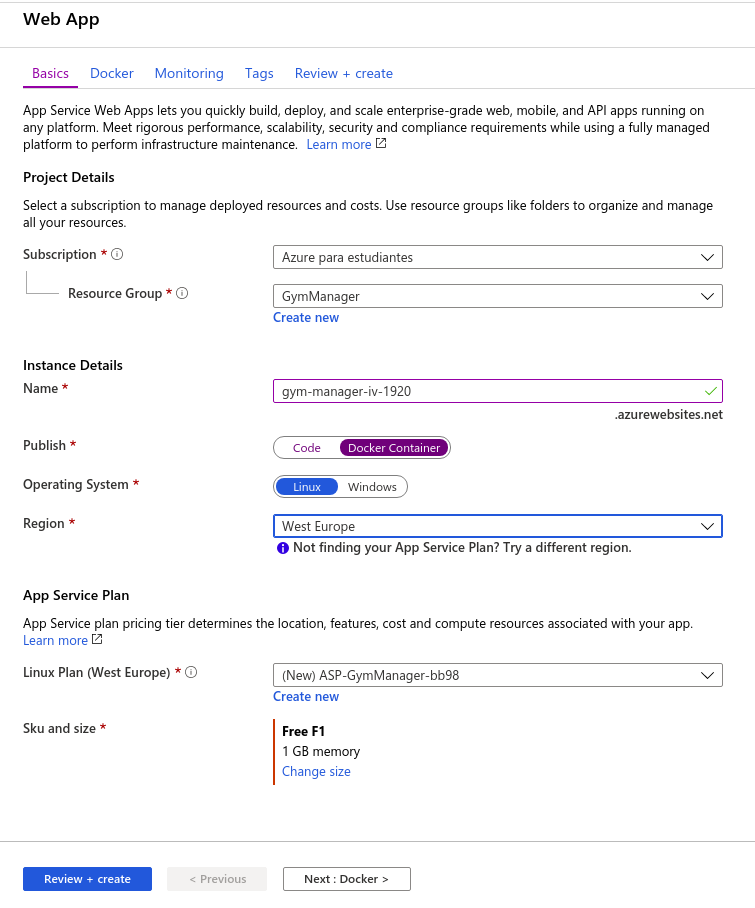 Web App
Basics Docker Monitoring Tags Review + create
App Service Web Apps lets you quickly build, deploy, and scale enterprise-grade web, mobile, and API apps running on
any platform. Meet rigorous performance, scalability, security and compliance requirements while using a fully managed
platform to perform infrastructure maintenance. Learn more
Project Details
Select a subscription to manage deployed resources and costs. Use resource groups like folders to organize and manage
all your resources.
Subscription * Azure para estudiantes
Resource Group * GymManager
Create new
Instance Details
Name * gym-manager-iv-1920
.azurewebsites.net
Publish * Code Docker Container
Operating System * Linux Windows
Region * West Europe
Not finding your App Service Plan? Try a different region.
App Service Plan
App Service plan pricing tier determines the location, features, cost and compute resources associated with your app.
Learn more
Linux Plan (West Europe) * (New) ASP-GymManager-bb98
Create new
Sku and size * Free F1
1 GB memory
Change size
Review + create < Previous Next : Docker >